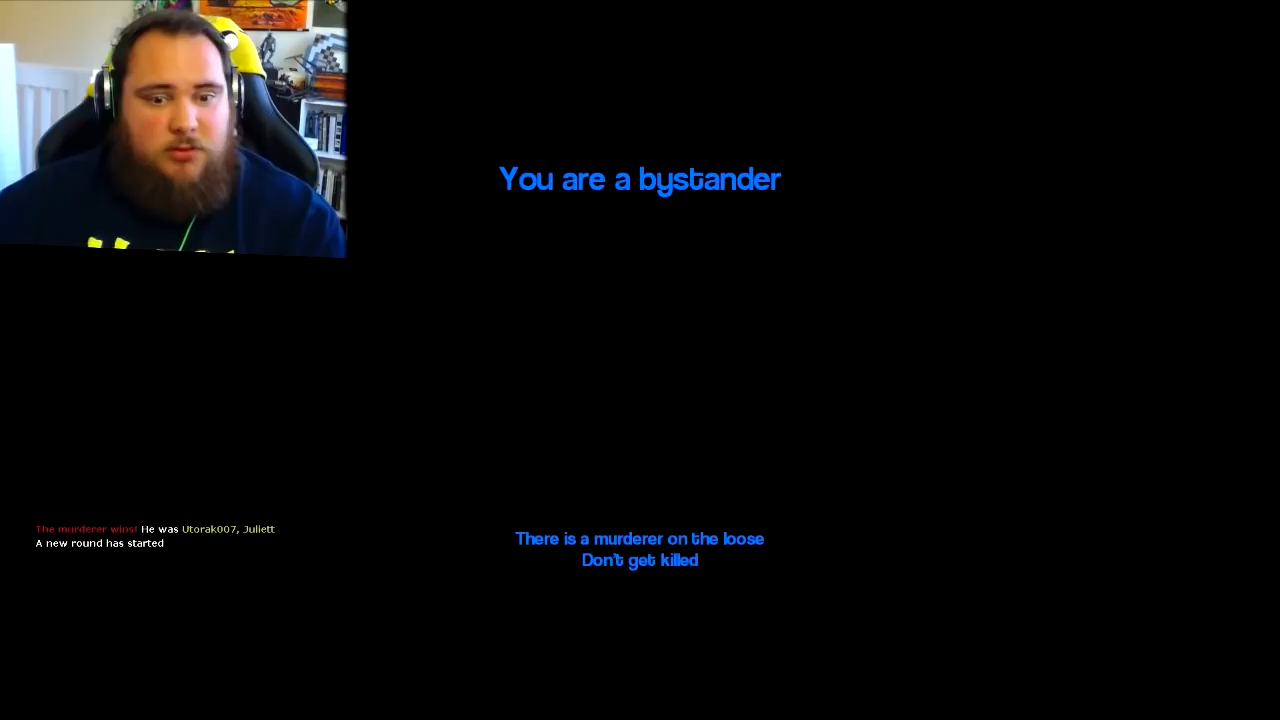 You are a bystander
The murderer wins! He was Utorak007, Juliett
A new round has started
There is a murderer on the loose
Don't get killed